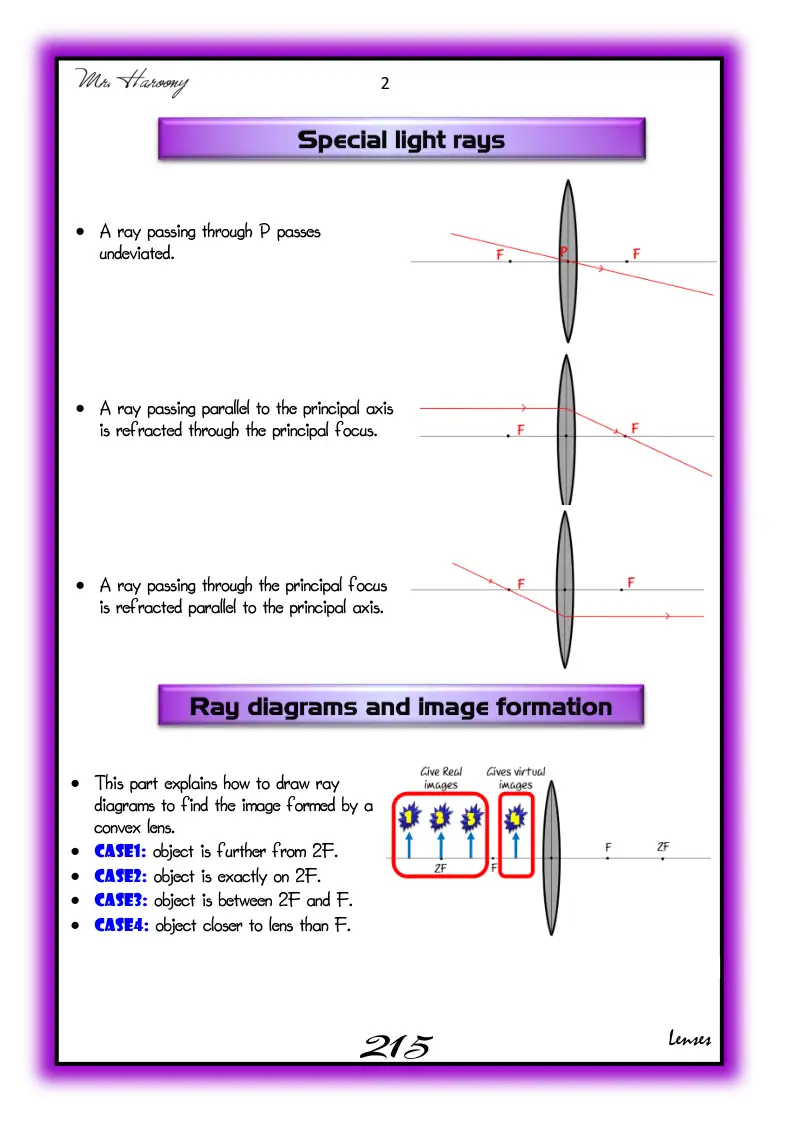 Mr. Haroony
2
Special light rays
• A ray passing through P passes
undeviated.
F P F
• A ray passing parallel to the principal axis
is refracted through the principal focus.
F F
• A ray passing through the principal focus
is refracted parallel to the principal axis.
F F
Ray diagrams and image formation
• This part explains how to draw ray
diagrams to find the image formed by a
convex lens.
• CASE1: object is further from 2F.
• CASE2: object is exactly on 2F.
• CASE3: object is between 2F and F.
• CASE4: object closer to lens than F.
Give Real
images
Gives virtual
images
1 2 3 4
2F F F 2F
215
Lenses